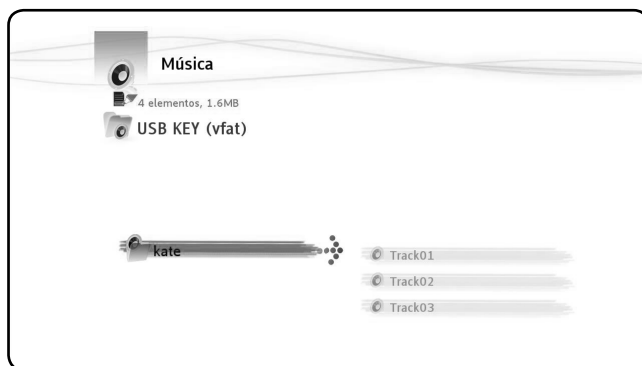 Música
4 elementos, 1.6MB
USB KEY (vfat)
kate
Track01
Track02
Track03